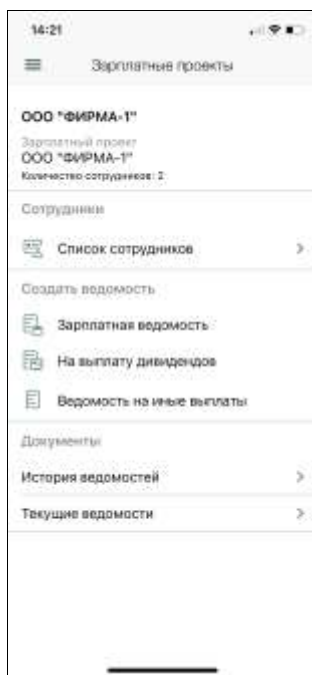 14:21
Зарплатные проекты
ООО "ФИРМА-1"
Зарплатный проект
ООО "ФИРМА-1"
Количество сотрудников: 2
Сотрудники
Список сотрудников
Создать ведомость
Зарплатная ведомость
На выплату дивидендов
Ведомость на иные выплаты
Документы
История ведомостей
Текущие ведомости